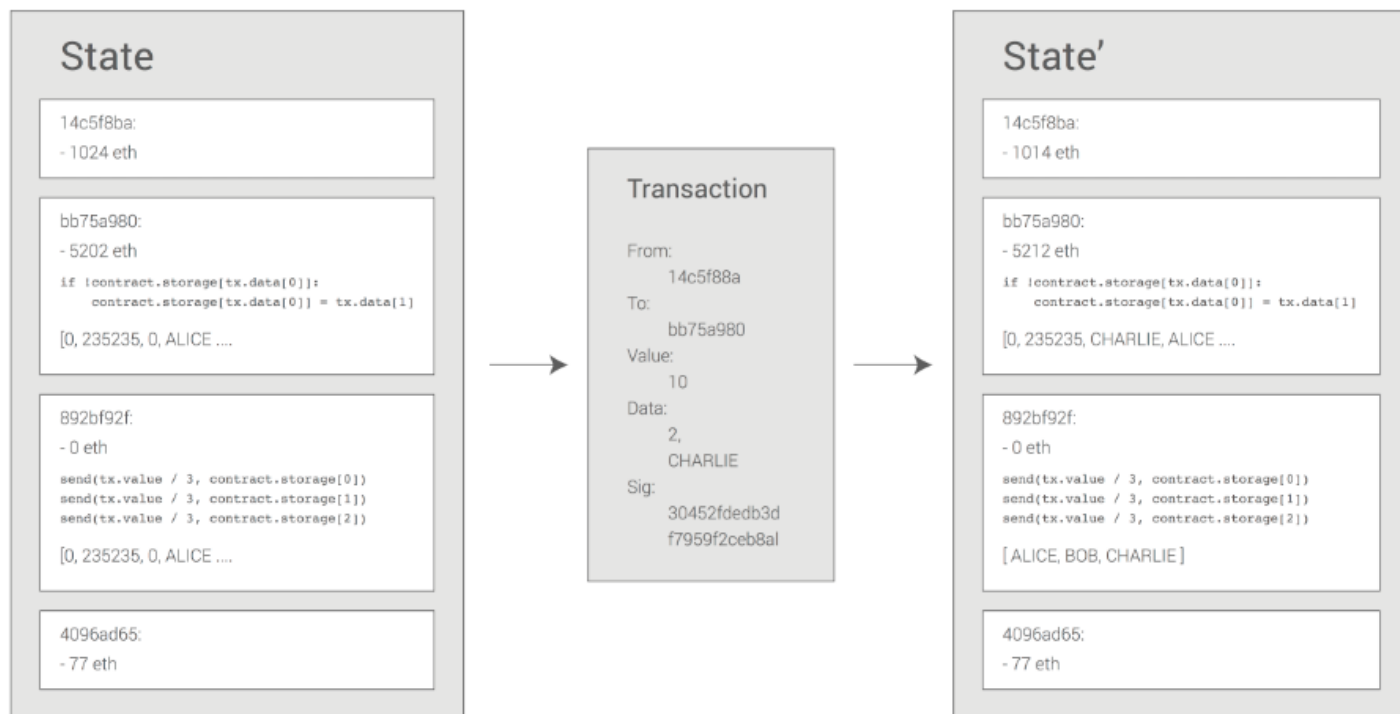 State
14c5f8ba:
- 1024 eth
bb75a980:
- 5202 eth
if !contract.storage[tx.data[0]]:
contract.storage[tx.data[0]] = tx.data[1]
[0, 235235, 0, ALICE ....
892bf92f:
- 0 eth
send(tx.value / 3, contract.storage[0])
send(tx.value / 3, contract.storage[1])
send(tx.value / 3, contract.storage[2])
[0, 235235, 0, ALICE ....
4096ad65:
- 77 eth
Transaction
From:
14c5f88a
To:
bb75a980
Value:
10
Data:
2,
CHARLIE
Sig:
30452fdedb3d
f7959f2ceb8al
State’
14c5f8ba:
- 1014 eth
bb75a980:
- 5212 eth
if !contract.storage[tx.data[0]]:
contract.storage[tx.data[0]] = tx.data[1]
[0, 235235, CHARLIE, ALICE ....
892bf92f:
- 0 eth
send(tx.value / 3, contract.storage[0])
send(tx.value / 3, contract.storage[1])
send(tx.value / 3, contract.storage[2])
[ ALICE, BOB, CHARLIE ]
4096ad65:
- 77 eth